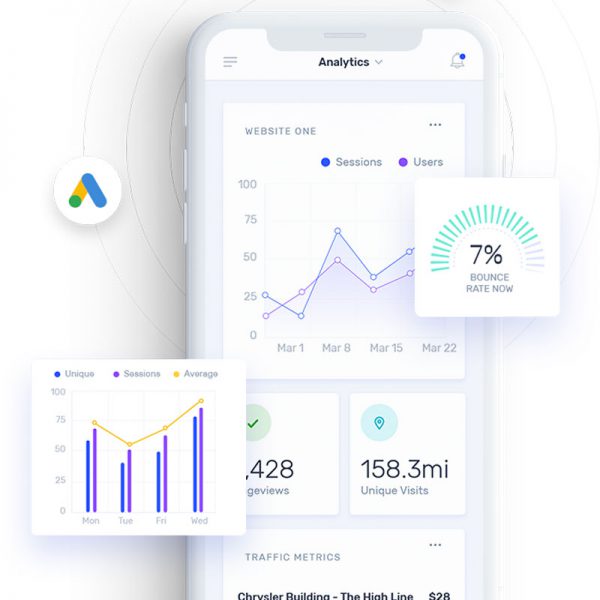 Analytics
WEBSITE ONE
Sessions Users
100
75
50
25
0
Mar 1 Mar 8 Mar 15 Mar 22
7%
BOUNCE
RATE NOW
Unique Sessions Average
100
75
50
25
0
Mon Tue Fri Wed
,428
geviews
158.3mi
Unique Visits
TRAFFIC METRICS
Chrysler Building - The High Line $28